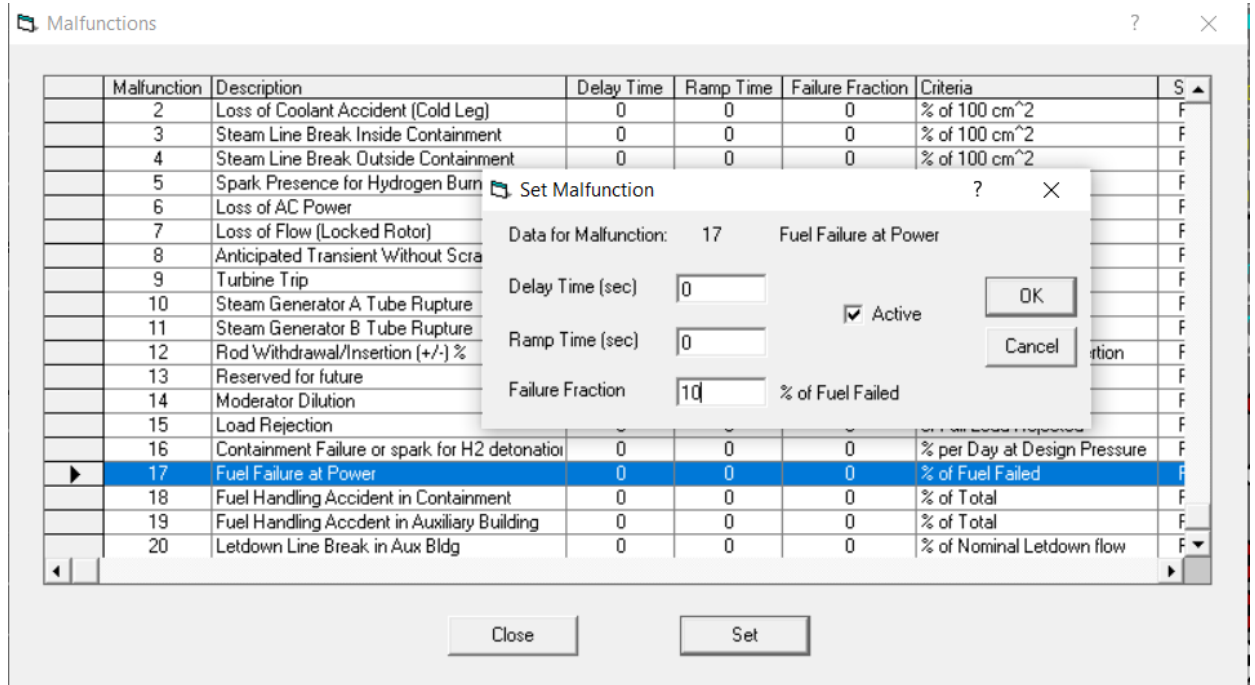 Malfunctions ? ×
Malfunction Description Delay Time Ramp Time Failure Fraction Criteria S
2 Loss of Coolant Accident (Cold Leg) 0 0 0 % of 100 cm^2 F
3 Steam Line Break Inside Containment 0 0 0 % of 100 cm^2 F
4 Steam Line Break Outside Containment 0 0 0 % of 100 cm^2 F
5 Spark Presence for Hydrogen Burn F
6 Loss of AC Power F
7 Loss of Flow (Locked Rotor) F
8 Anticipated Transient Without Scra F
9 Turbine Trip F
10 Steam Generator A Tube Rupture F
11 Steam Generator B Tube Rupture F
12 Rod Withdrawal/Insertion (+/-) % rtion F
13 Reserved for future F
14 Moderator Dilution F
15 Load Rejection F
16 Containment Failure or spark for H2 detonation 0 0 0 % per Day at Design Pressure F
17 Fuel Failure at Power 0 0 0 % of Fuel Failed F
18 Fuel Handling Accident in Containment 0 0 0 % of Total F
19 Fuel Handling Accdent in Auxiliary Building 0 0 0 % of Total F
20 Letdown Line Break in Aux Bldg 0 0 0 % of Nominal Letdown flow F
Close Set
Set Malfunction ? ×
Data for Malfunction: 17 Fuel Failure at Power
Delay Time (sec) 0
Active
OK
Ramp Time (sec) 0
Cancel
Failure Fraction 10 % of Fuel Failed